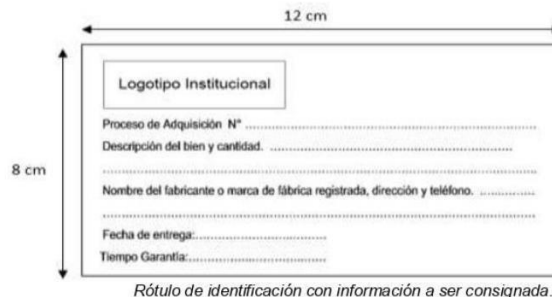 12 cm
8 cm
Logotipo Institucional
Proceso de Adquisición N° ........................................................................
Descripción del bien y cantidad. ............................................................
.............................................................................................................
Nombre del fabricante o marca de fábrica registrada, dirección y teléfono. ..............
.............................................................................................................
Fecha de entrega:.................................
Tiempo Garantía:...................................
Rótulo de identificación con información a ser consignada.